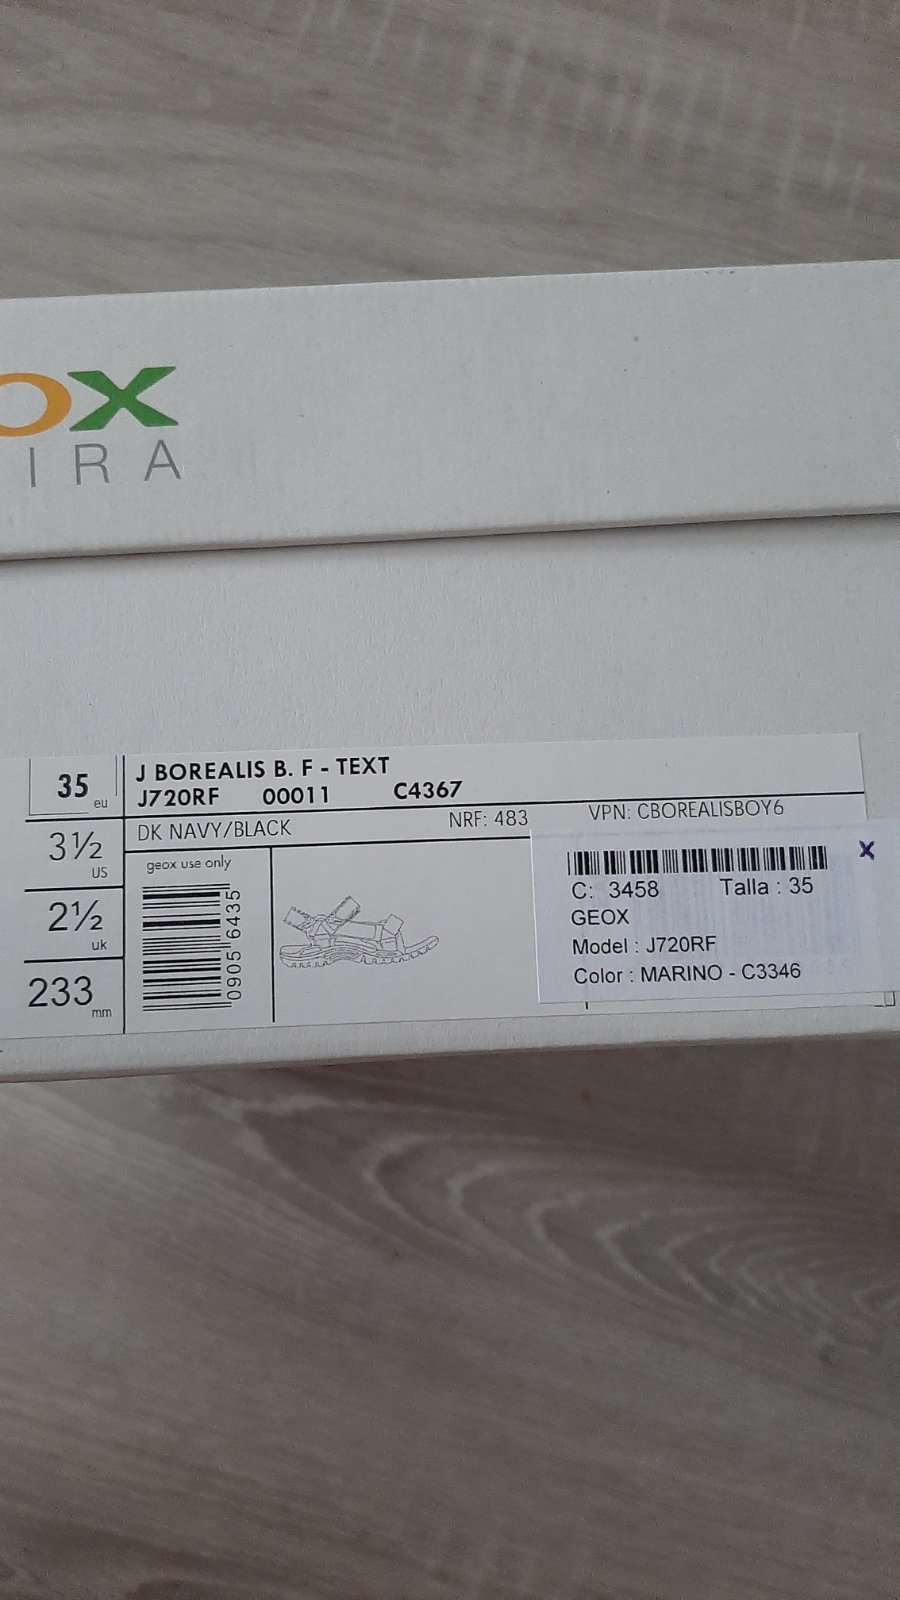 OX
IRA
35 eu
3½ US
2½ uk
233 mm
J BOREALIS B. F - TEXT
J720RF 00011 C4367
DK NAVY/BLACK NRF: 483 VPN: CBOREALISBOY6
geox use only
0905 6435
X
C: 3458 Talla : 35
GEOX
Model : J720RF
Color : MARINO - C3346